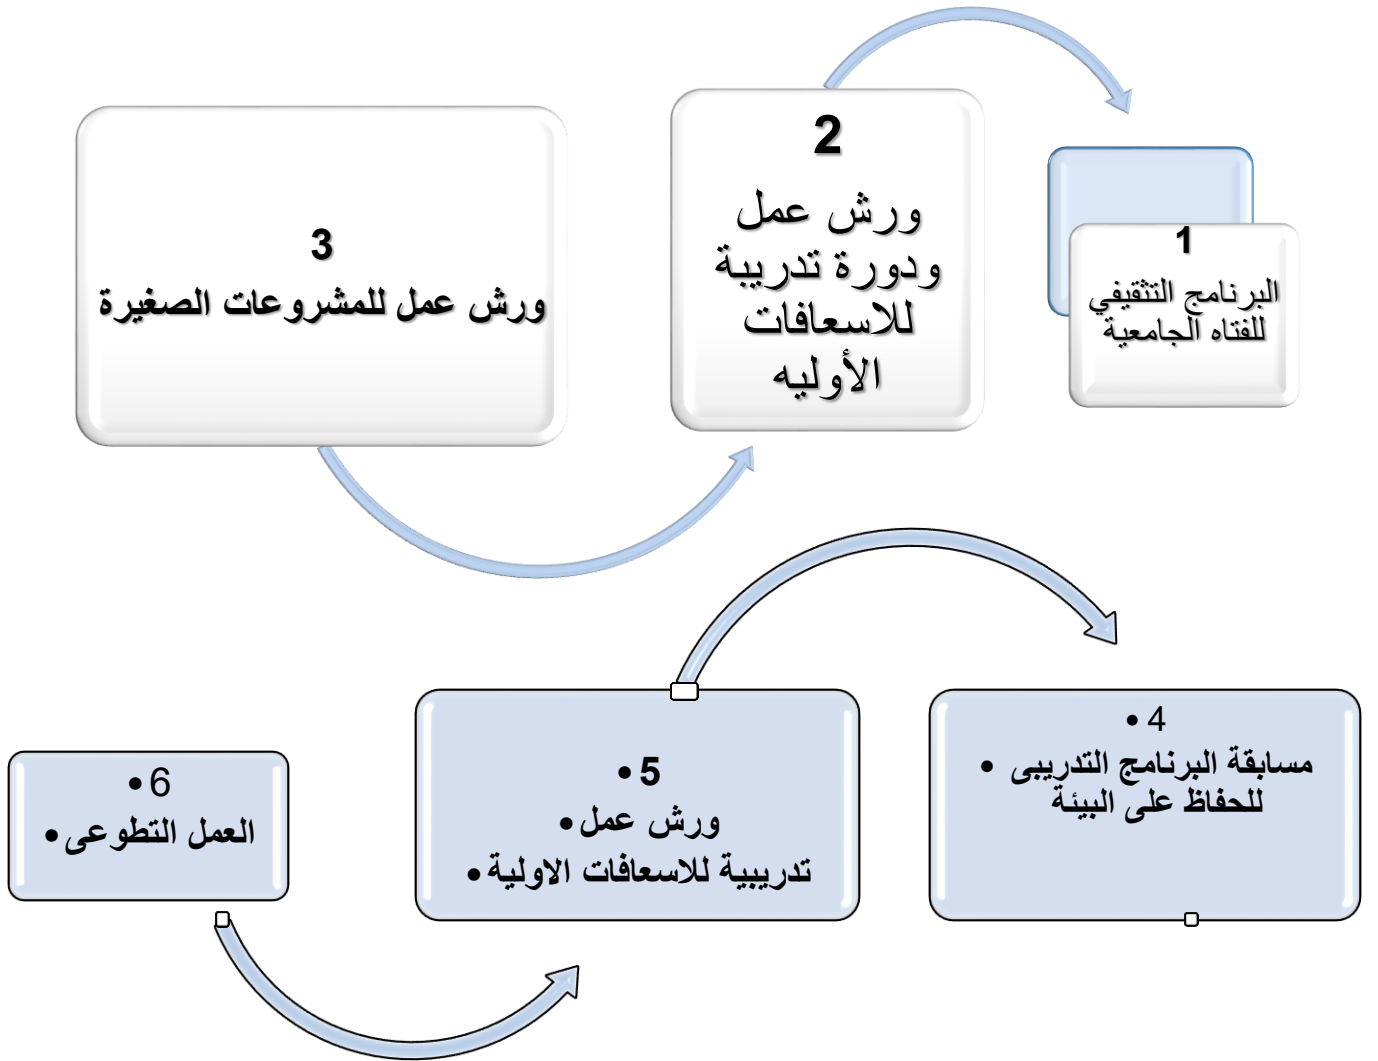 1
البرنامج التثقيفي
للفتاه الجامعية
2
ورش عمل
ودورة تدريبة
للاسعافات
الأوليه
3
ورش عمل للمشروعات الصغيرة
• 4
• مسابقة البرنامج التدريبى
للحفاظ على البيئة
• 5
• ورش عمل
• تدريبية للاسعافات الاولية
• 6
• العمل التطوعى